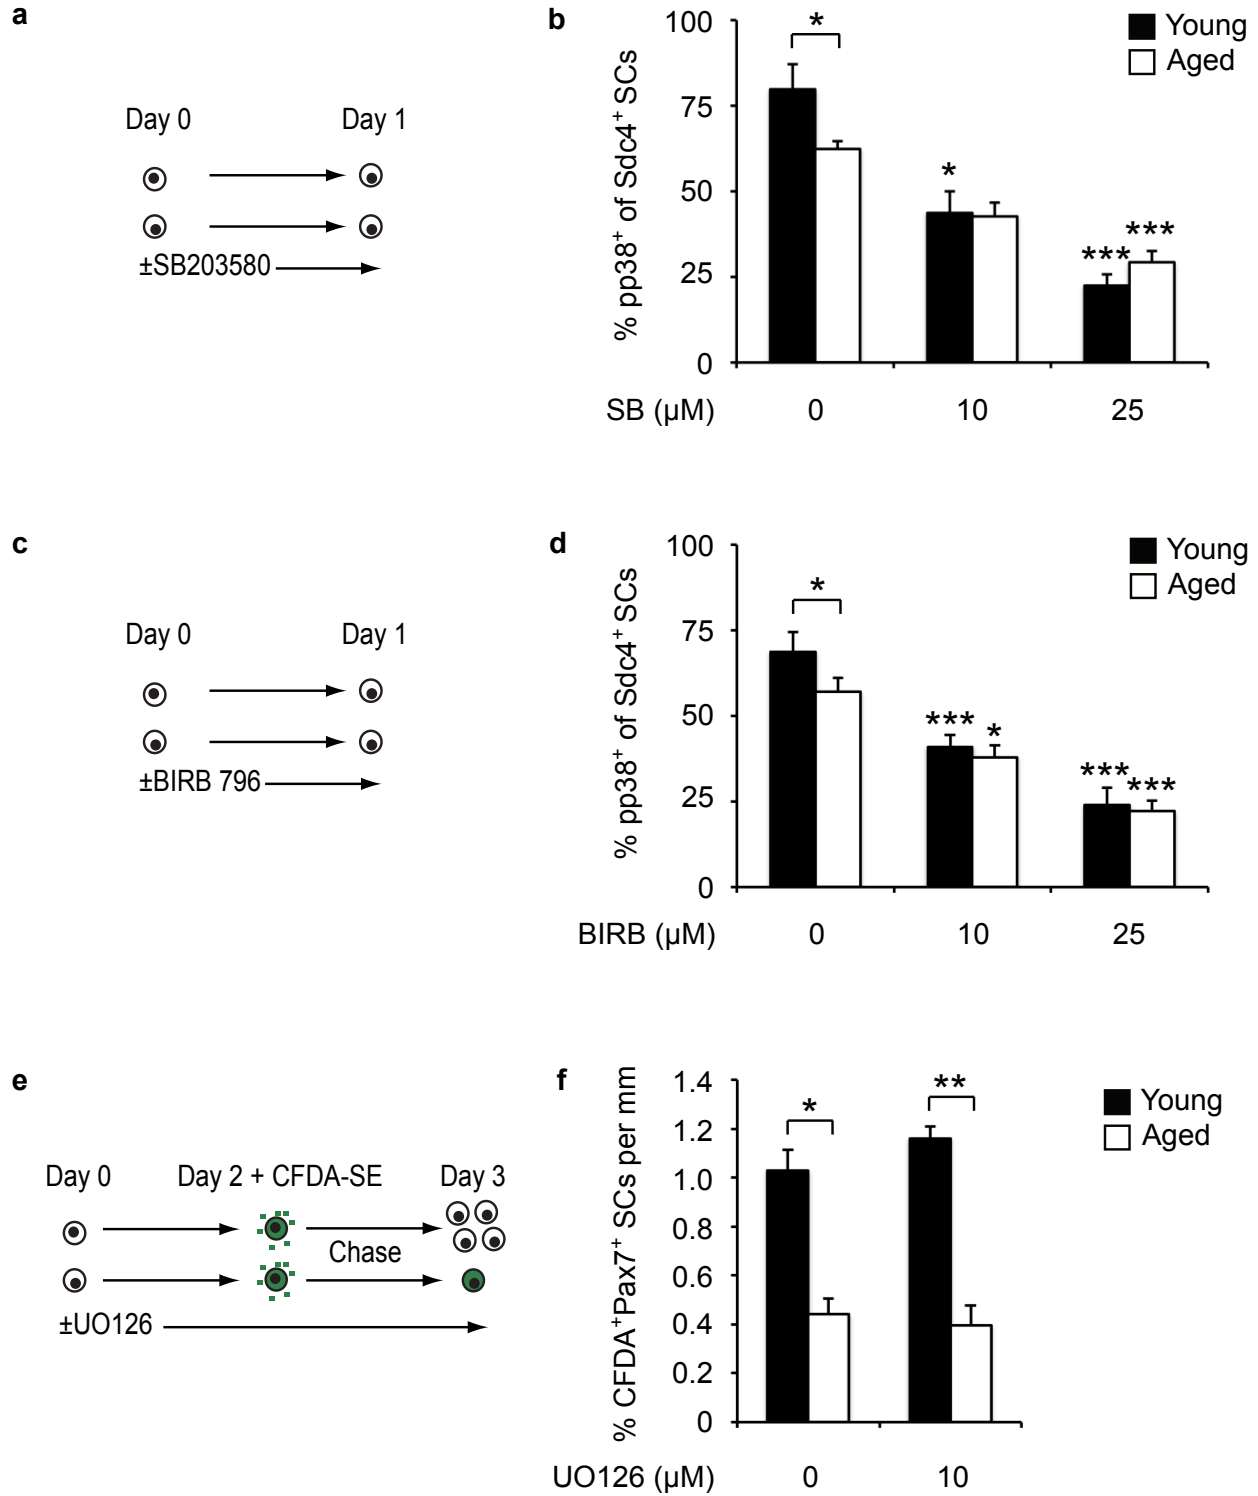 a
Day 0 Day 1
±SB203580
b
% pp38⁺ of Sdc4⁺ SCs
100
75
50
25
0
*
*
***
***
Young
Aged
SB (µM) 0 10 25
c
Day 0 Day 1
±BIRB 796
d
% pp38⁺ of Sdc4⁺ SCs
100
75
50
25
0
*
***
*
***
***
Young
Aged
BIRB (µM) 0 10 25
e
Day 0 Day 2 + CFDA-SE Day 3
Chase
±UO126
f
% CFDA⁺Pax7⁺ SCs per mm
1.4
1.2
1.0
0.8
0.6
0.4
0.2
0
*
**
Young
Aged
UO126 (µM) 0 10